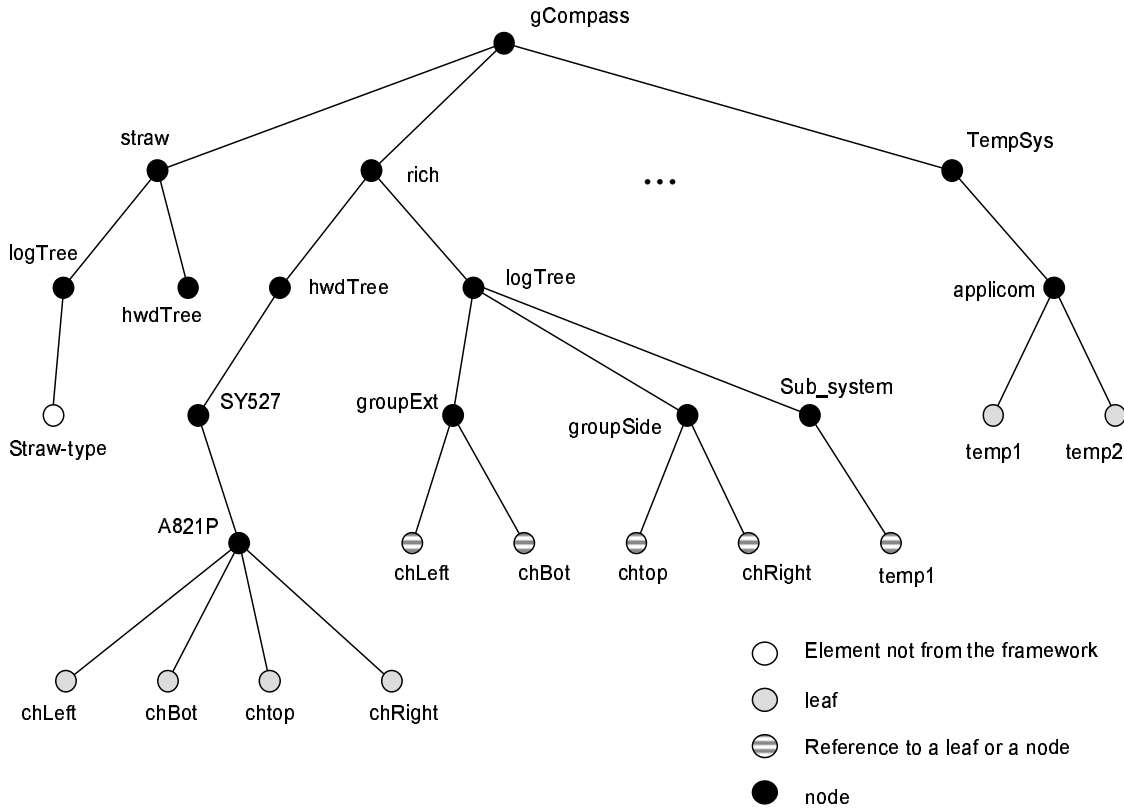 gCompass
straw
rich
...
TempSys
logTree
hwdTree
hwdTree
logTree
applicom
Straw-type
SY527
groupExt
groupSide
Sub_system
temp1
temp2
A821P
chLeft
chBot
chtop
chRight
temp1
chLeft
chBot
chtop
chRight
Element not from the framework
leaf
Reference to a leaf or a node
node